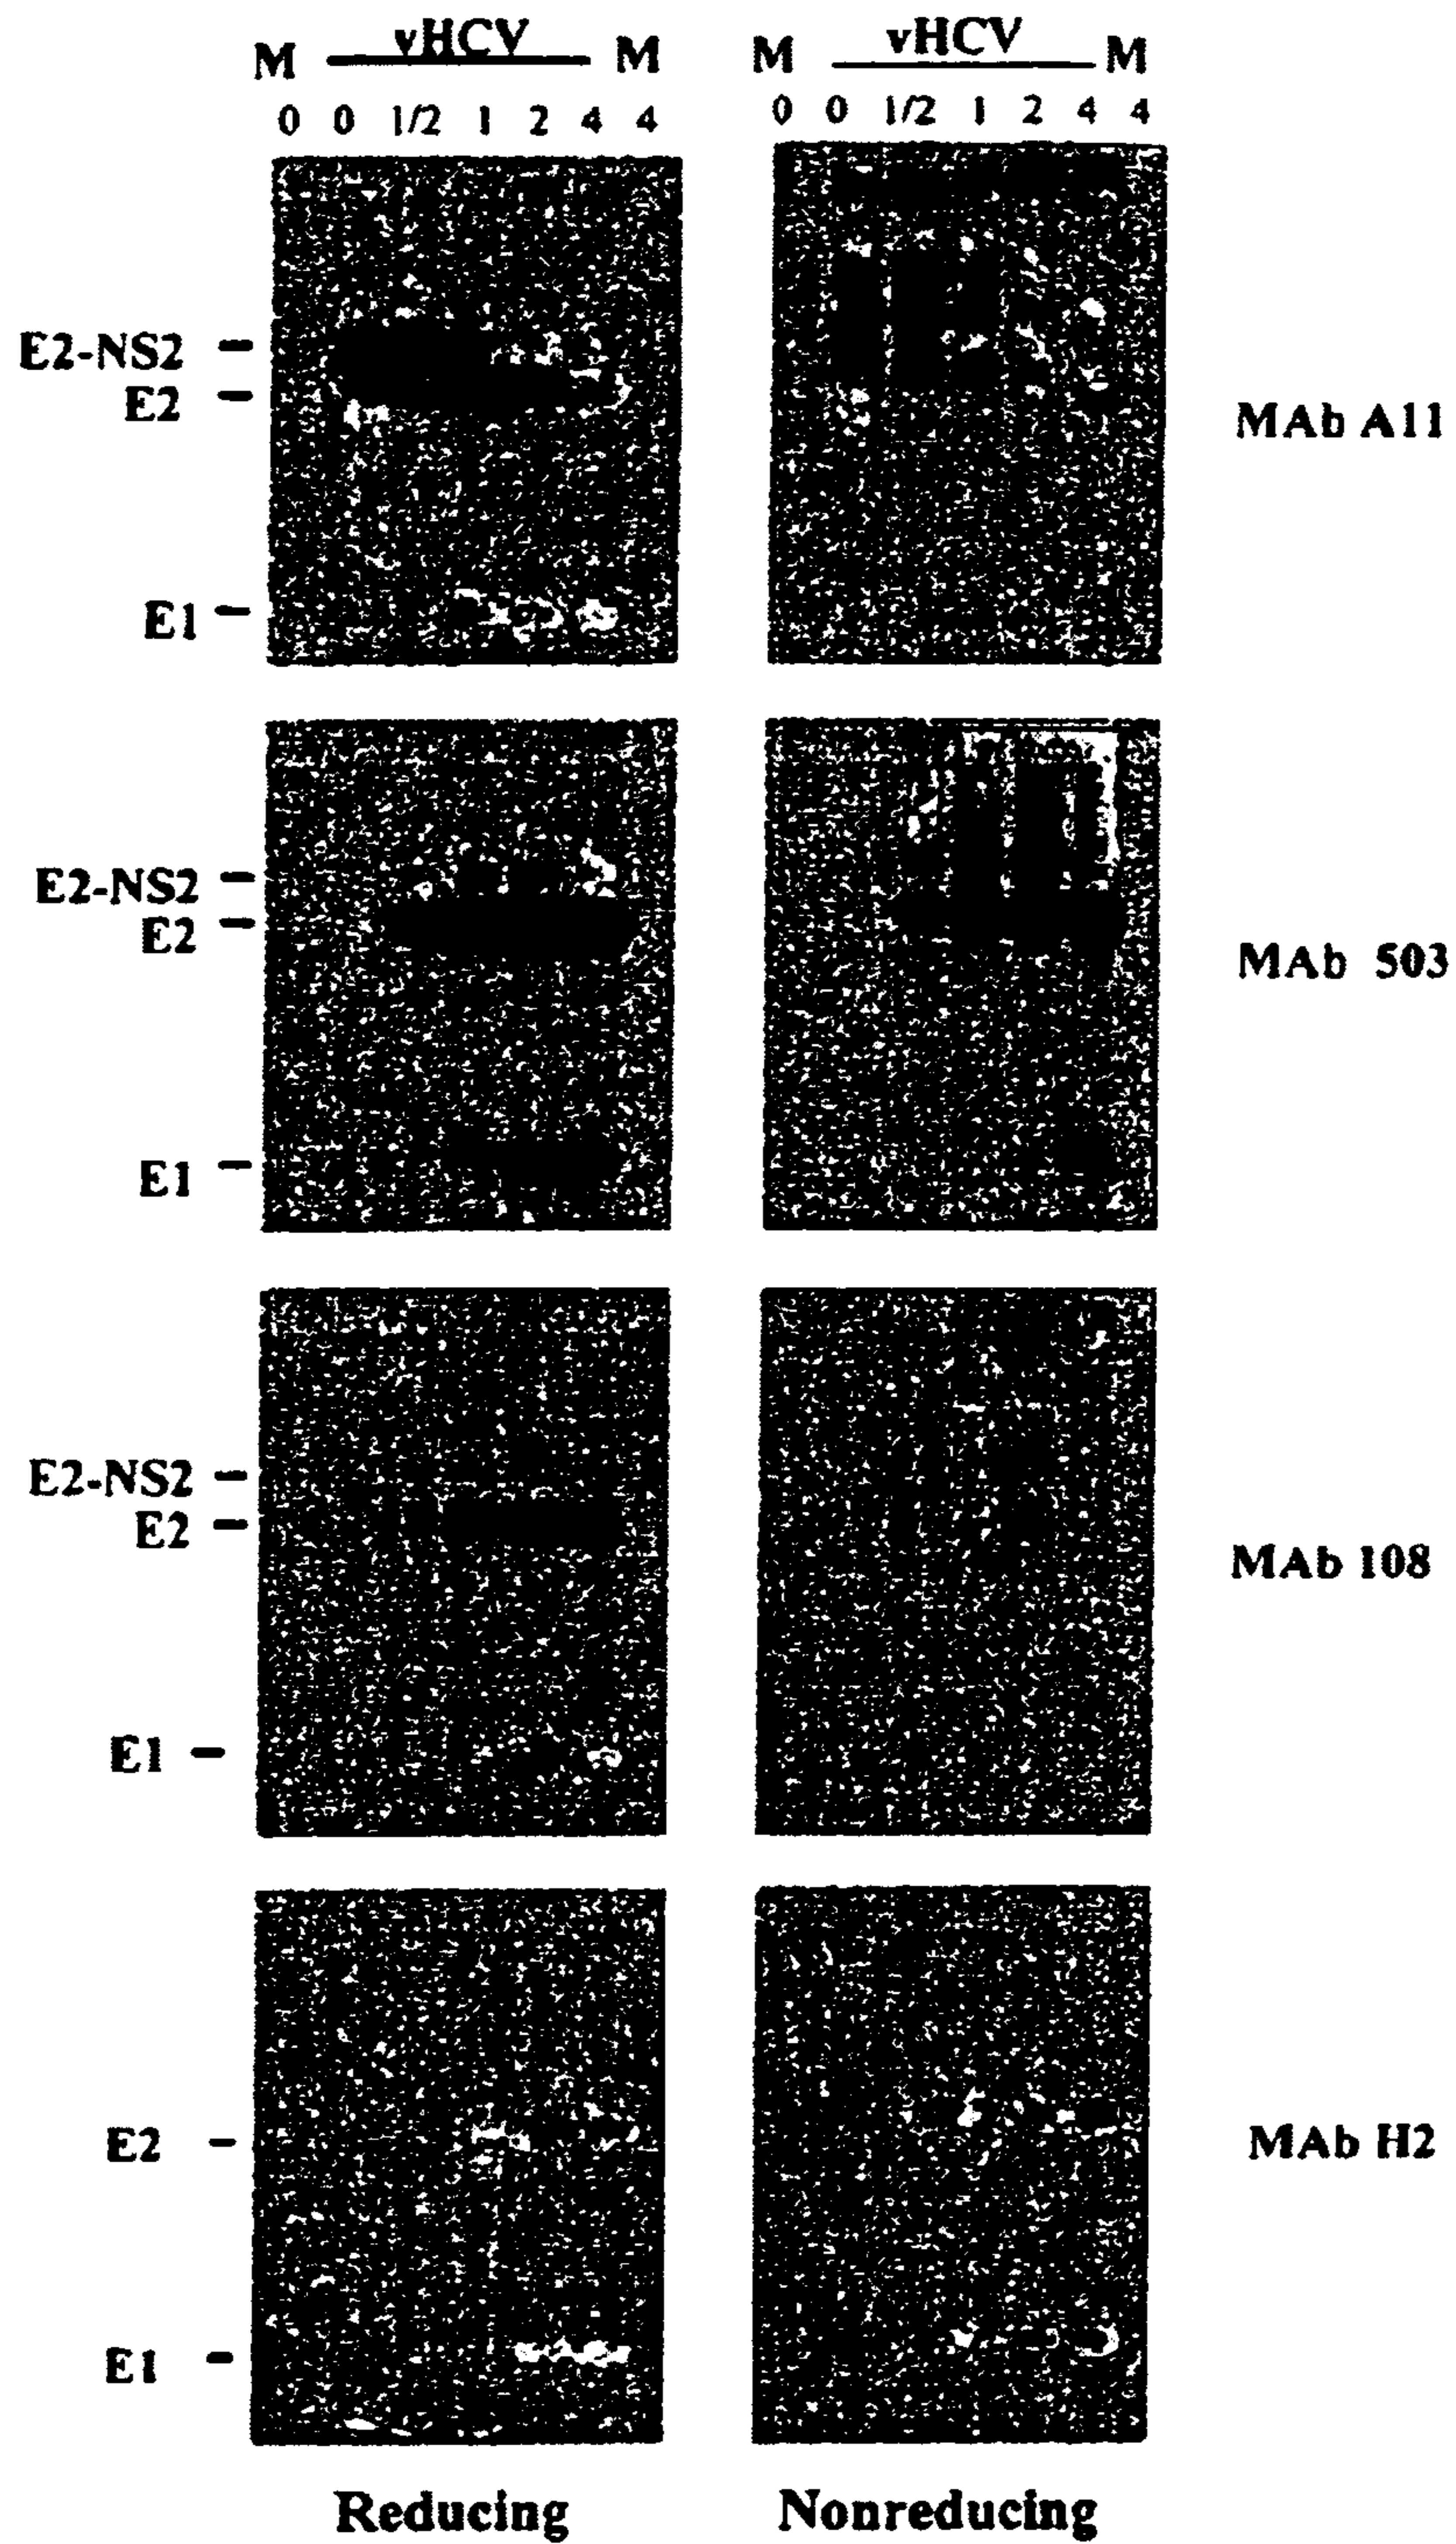 M vHCV M M vHCV M
0 0 1/2 1 2 4 4 0 0 1/2 1 2 4 4
E2-NS2
E2
MAb A11
E1
E2-NS2
E2
MAb 503
E1
E2-NS2
E2
MAb 108
E1
E2
MAb H2
E1
Reducing Nonreducing